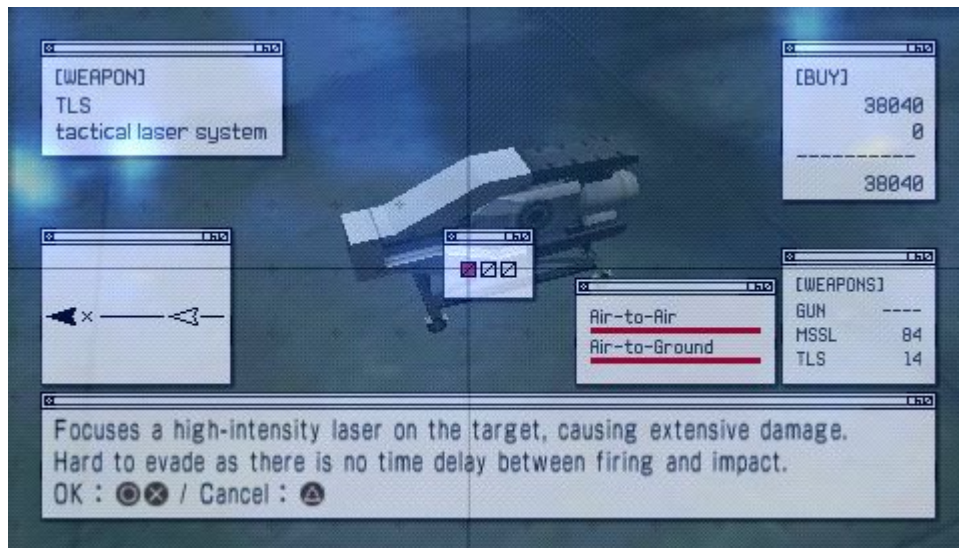 [WEAPON]
TLS
tactical laser system
[BUY]
38040
0
-----------
38040
Air-to-Air
Air-to-Ground
[WEAPONS]
GUN ----
MSSL 84
TLS 14
Focuses a high-intensity laser on the target, causing extensive damage.
Hard to evade as there is no time delay between firing and impact.
OK : / Cancel :